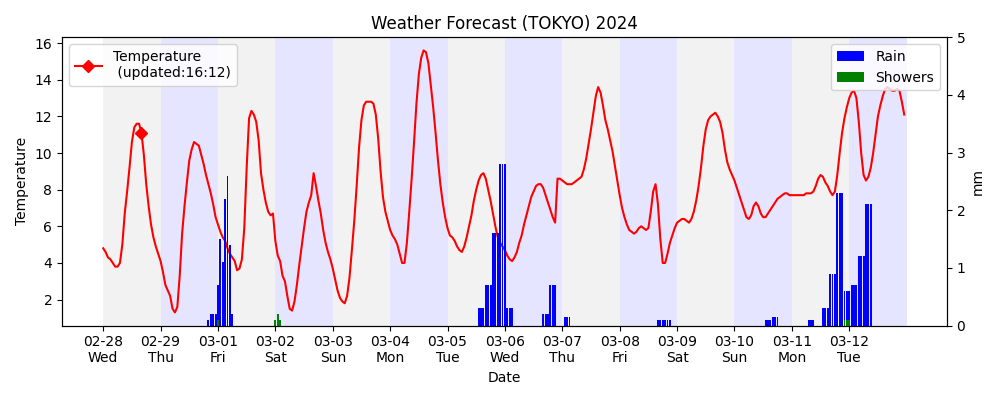 Weather Forecast (TOKYO) 2024
Temperature
(updated:16:12)
Rain
Showers
Temperature
16
14
12
10
8
6
4
2
5
4
3
2
1
0
mm
02-28 02-29 03-01 03-02 03-03 03-04 03-05 03-06 03-07 03-08 03-09 03-10 03-11 03-12
Wed Thu Fri Sat Sun Mon Tue Wed Thu Fri Sat Sun Mon Tue
Date